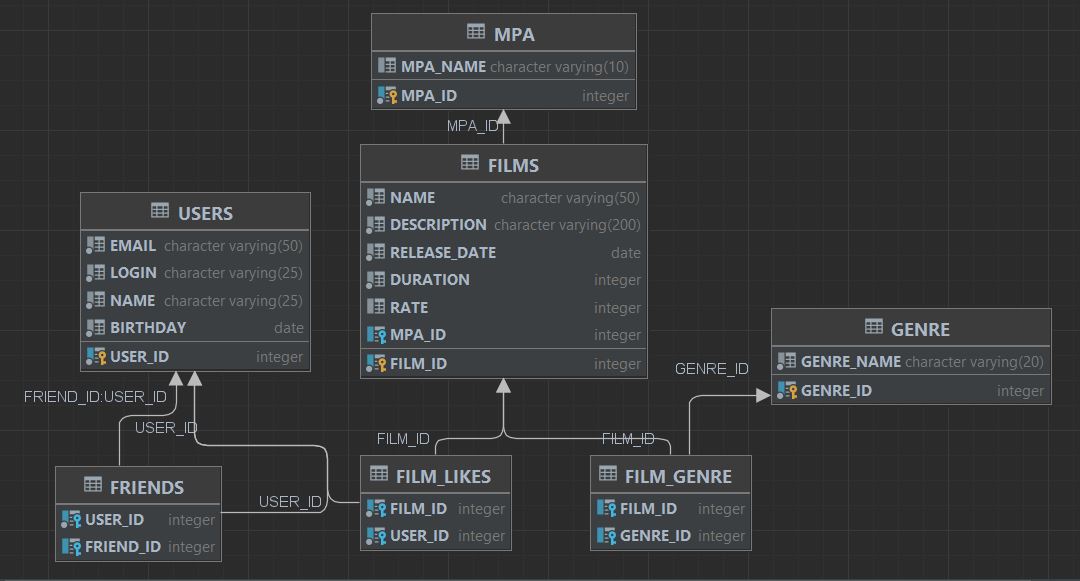 MPA
MPA_NAME character varying(10)
MPA_ID integer
MPA_ID
FILMS
NAME character varying(50)
DESCRIPTION character varying(200)
RELEASE_DATE date
DURATION integer
RATE integer
MPA_ID integer
FILM_ID integer
USERS
EMAIL character varying(50)
LOGIN character varying(25)
NAME character varying(25)
BIRTHDAY date
USER_ID integer
GENRE
GENRE_NAME character varying(20)
GENRE_ID integer
GENRE_ID
FRIEND_ID:USER_ID
USER_ID
FILM_ID
FILM_ID
USER_ID
FRIENDS
USER_ID integer
FRIEND_ID integer
FILM_LIKES
FILM_ID integer
USER_ID integer
FILM_GENRE
FILM_ID integer
GENRE_ID integer